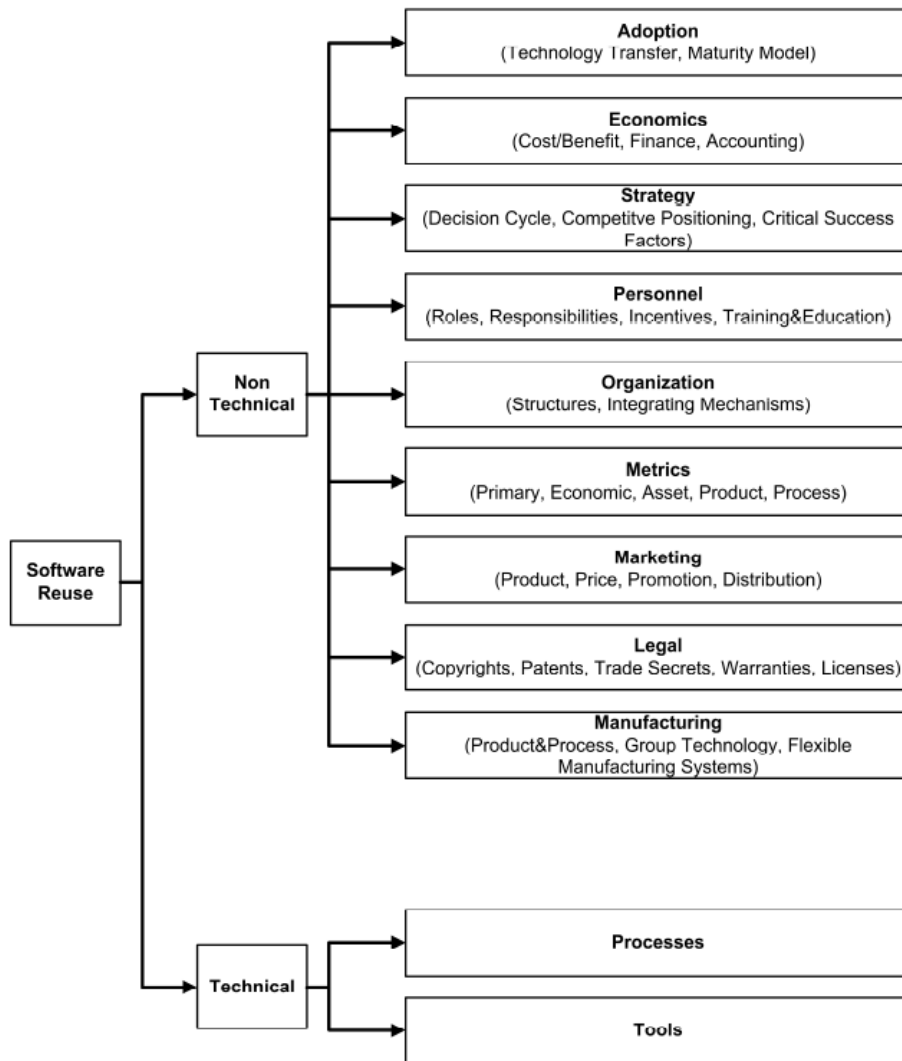 Adoption
(Technology Transfer, Maturity Model)
Economics
(Cost/Benefit, Finance, Accounting)
Strategy
(Decision Cycle, Competitve Positioning, Critical Success
Factors)
Personnel
(Roles, Responsibilities, Incentives, Training&Education)
Non
Technical
Organization
(Structures, Integrating Mechanisms)
Metrics
(Primary, Economic, Asset, Product, Process)
Software
Reuse
Marketing
(Product, Price, Promotion, Distribution)
Legal
(Copyrights, Patents, Trade Secrets, Warranties, Licenses)
Manufacturing
(Product&Process, Group Technology, Flexible
Manufacturing Systems)
Processes
Technical
Tools